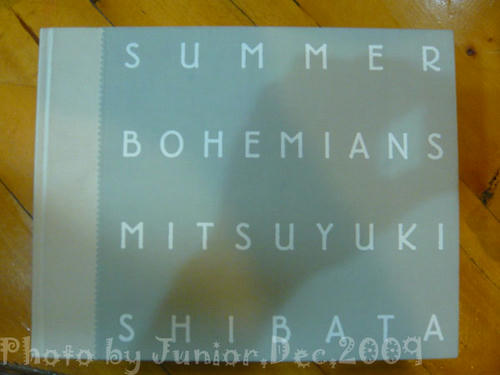 SUMMER
BOHEMIANS
MITSUYUKI
SHIBATA
Photo by Junior,Dec,2009